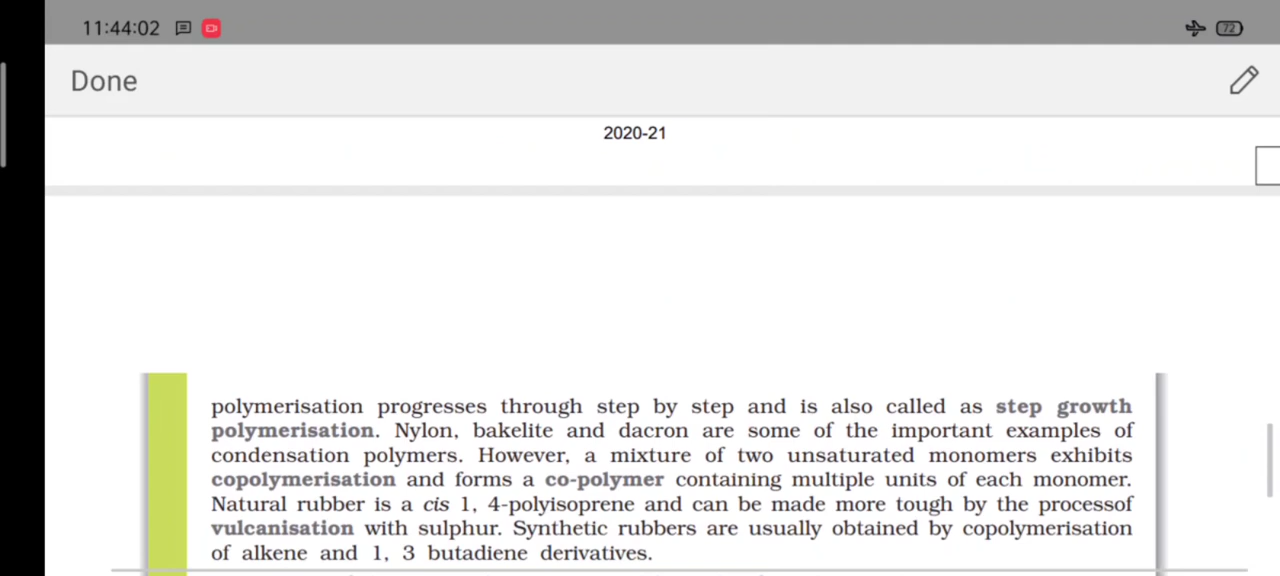 11:44:02
72
Done
2020-21
polymerisation progresses through step by step and is also called as step growth
polymerisation. Nylon, bakelite and dacron are some of the important examples of
condensation polymers. However, a mixture of two unsaturated monomers exhibits
copolymerisation and forms a co-polymer containing multiple units of each monomer.
Natural rubber is a cis 1, 4-polyisoprene and can be made more tough by the processof
vulcanisation with sulphur. Synthetic rubbers are usually obtained by copolymerisation
of alkene and 1, 3 butadiene derivatives.